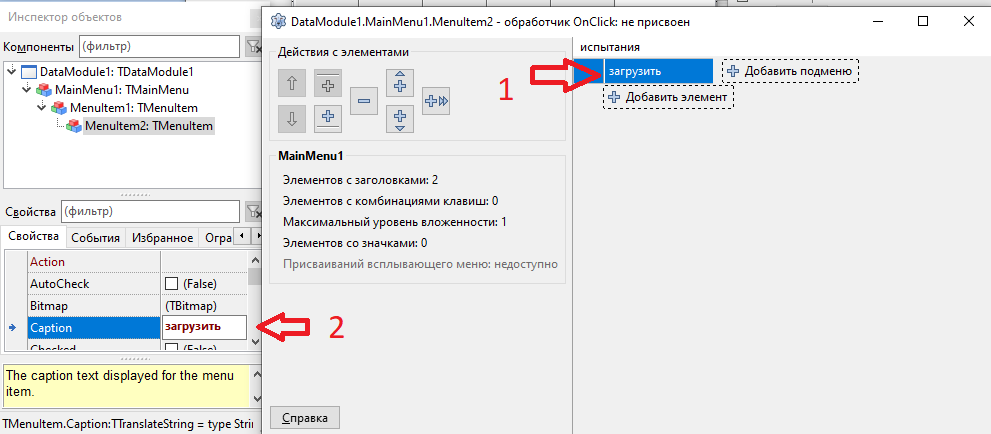 Инспектор объектов
Компоненты (фильтр)
DataModule1: TDataModule1
MainMenu1: TMainMenu
MenuItem1: TMenuItem
MenuItem2: TMenuItem
Свойства (фильтр)
Свойства События Избранное Огра
Action
AutoCheck (False)
Bitmap (TBitmap)
Caption загрузить
Checked (False)
The caption text displayed for the menu
item.
TMenuItem.Caption:TTranslateString = type Strin
DataModule1.MainMenu1.MenuItem2 - обработчик OnClick: не присвоен
Действия с элементами
MainMenu1
Элементов с заголовками: 2
Элементов с комбинациями клавиш: 0
Максимальный уровень вложенности: 1
Элементов со значками: 0
Присваиваний всплывающего меню: недоступно
Справка
испытания
загрузить Добавить подменю
Добавить элемент
1
2